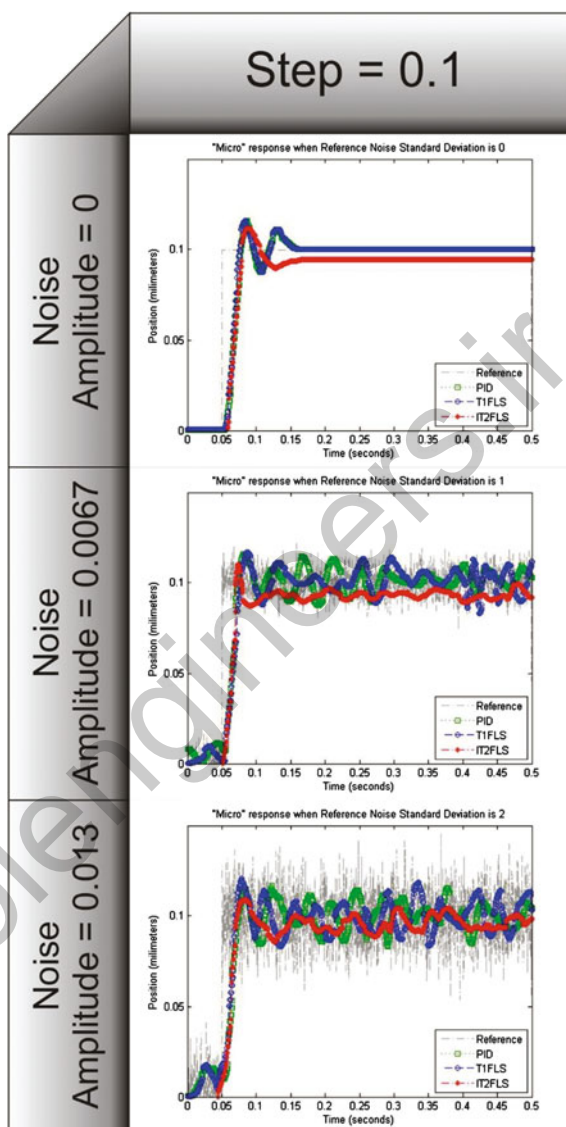 Step = 0.1
Noise
Amplitude = 0
"Micro" response when Reference Noise Standard Deviation is 0
Position (milimeters)
0.1
0.05
0
0
0.05
0.1
0.15
0.2
0.25
0.3
0.35
0.4
0.45
0.5
Time (seconds)
Reference
PID
T1FLS
IT2FLS
Noise
Amplitude = 0.0067
"Micro" response when Reference Noise Standard Deviation is 1
Position (milimeters)
0.1
0.05
0
0
0.05
0.1
0.15
0.2
0.25
0.3
0.35
0.4
0.45
0.5
Time (seconds)
Reference
PID
T1FLS
IT2FLS
Noise
Amplitude = 0.013
"Micro" response when Reference Noise Standard Deviation is 2
Position (milimeters)
0.1
0.05
0
0
0.05
0.1
0.15
0.2
0.25
0.3
0.35
0.4
0.45
0.5
Time (seconds)
Reference
PID
T1FLS
IT2FLS